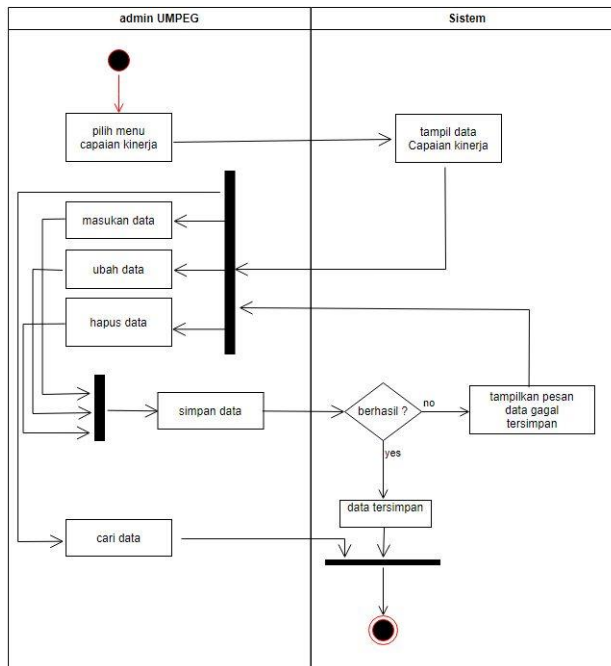 admin UMPEG
Sistem
pilih menu
capaian kinerja
tampil data
Capaian kinerja
masukan data
ubah data
hapus data
simpan data
berhasil ?
no
tampilkan pesan
data gagal
tersimpan
yes
data tersimpan
cari data